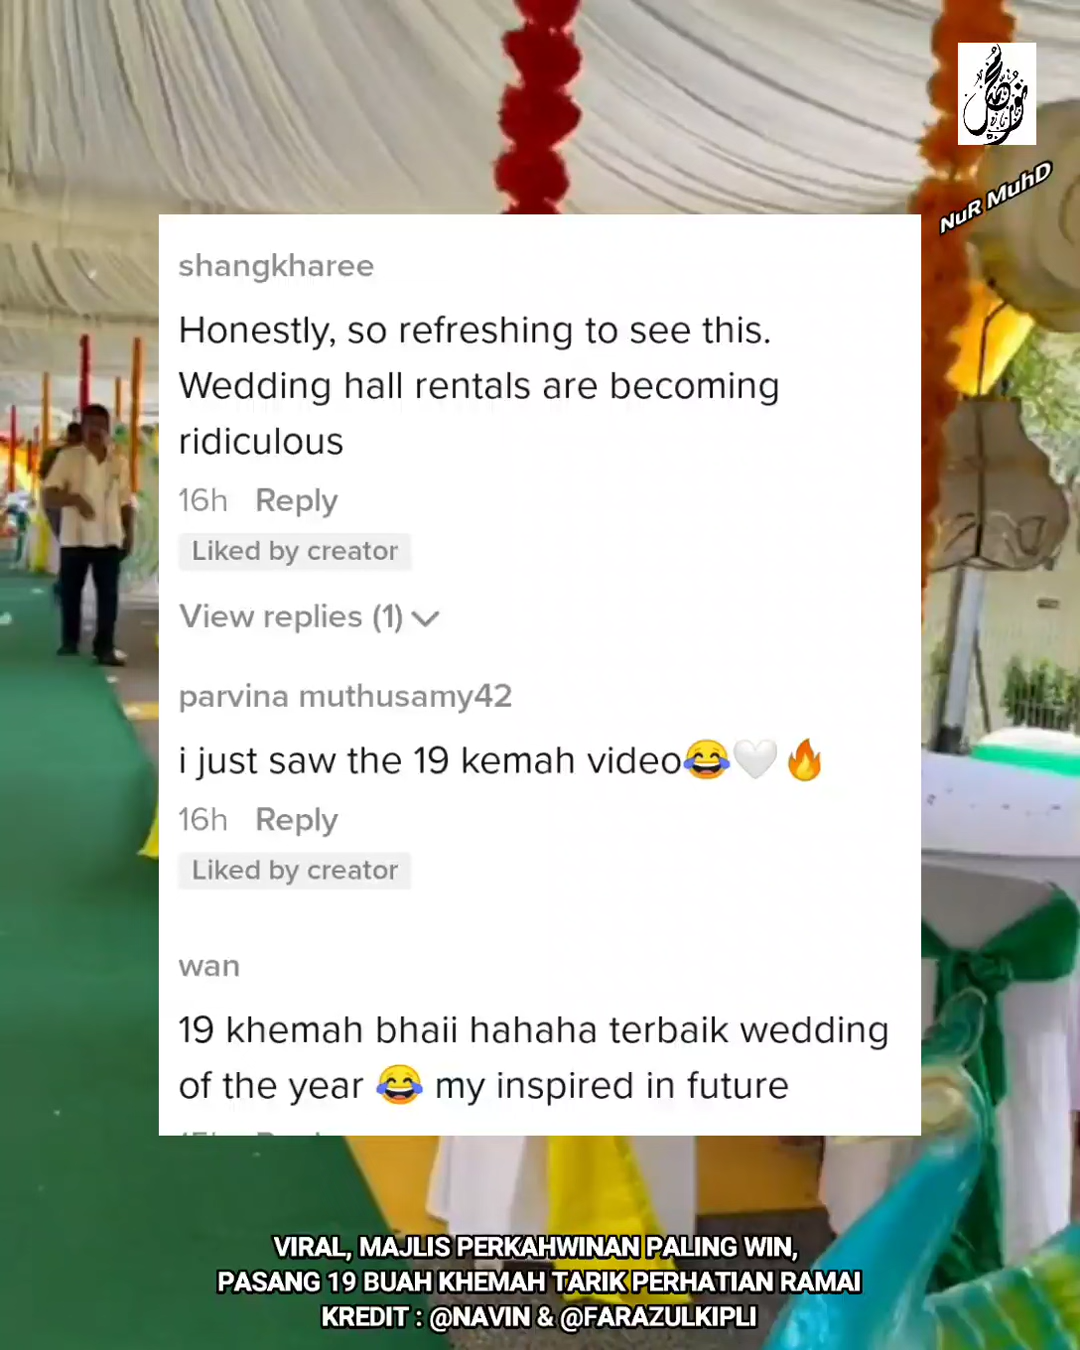 NuR MuhD
shangkharee
Honestly, so refreshing to see this.
Wedding hall rentals are becoming
ridiculous
16h Reply
Liked by creator
View replies (1)
parvina muthusamy42
i just saw the 19 kemah video😂🤍🔥
16h Reply
Liked by creator
wan
19 khemah bhaii hahaha terbaik wedding
of the year 😂 my inspired in future
VIRAL, MAJLIS PERKAHWINAN PALING WIN,
PASANG 19 BUAH KHEMAH TARIK PERHATIAN RAMAI
KREDIT : @NAVIN & @FARAZULKIPLI